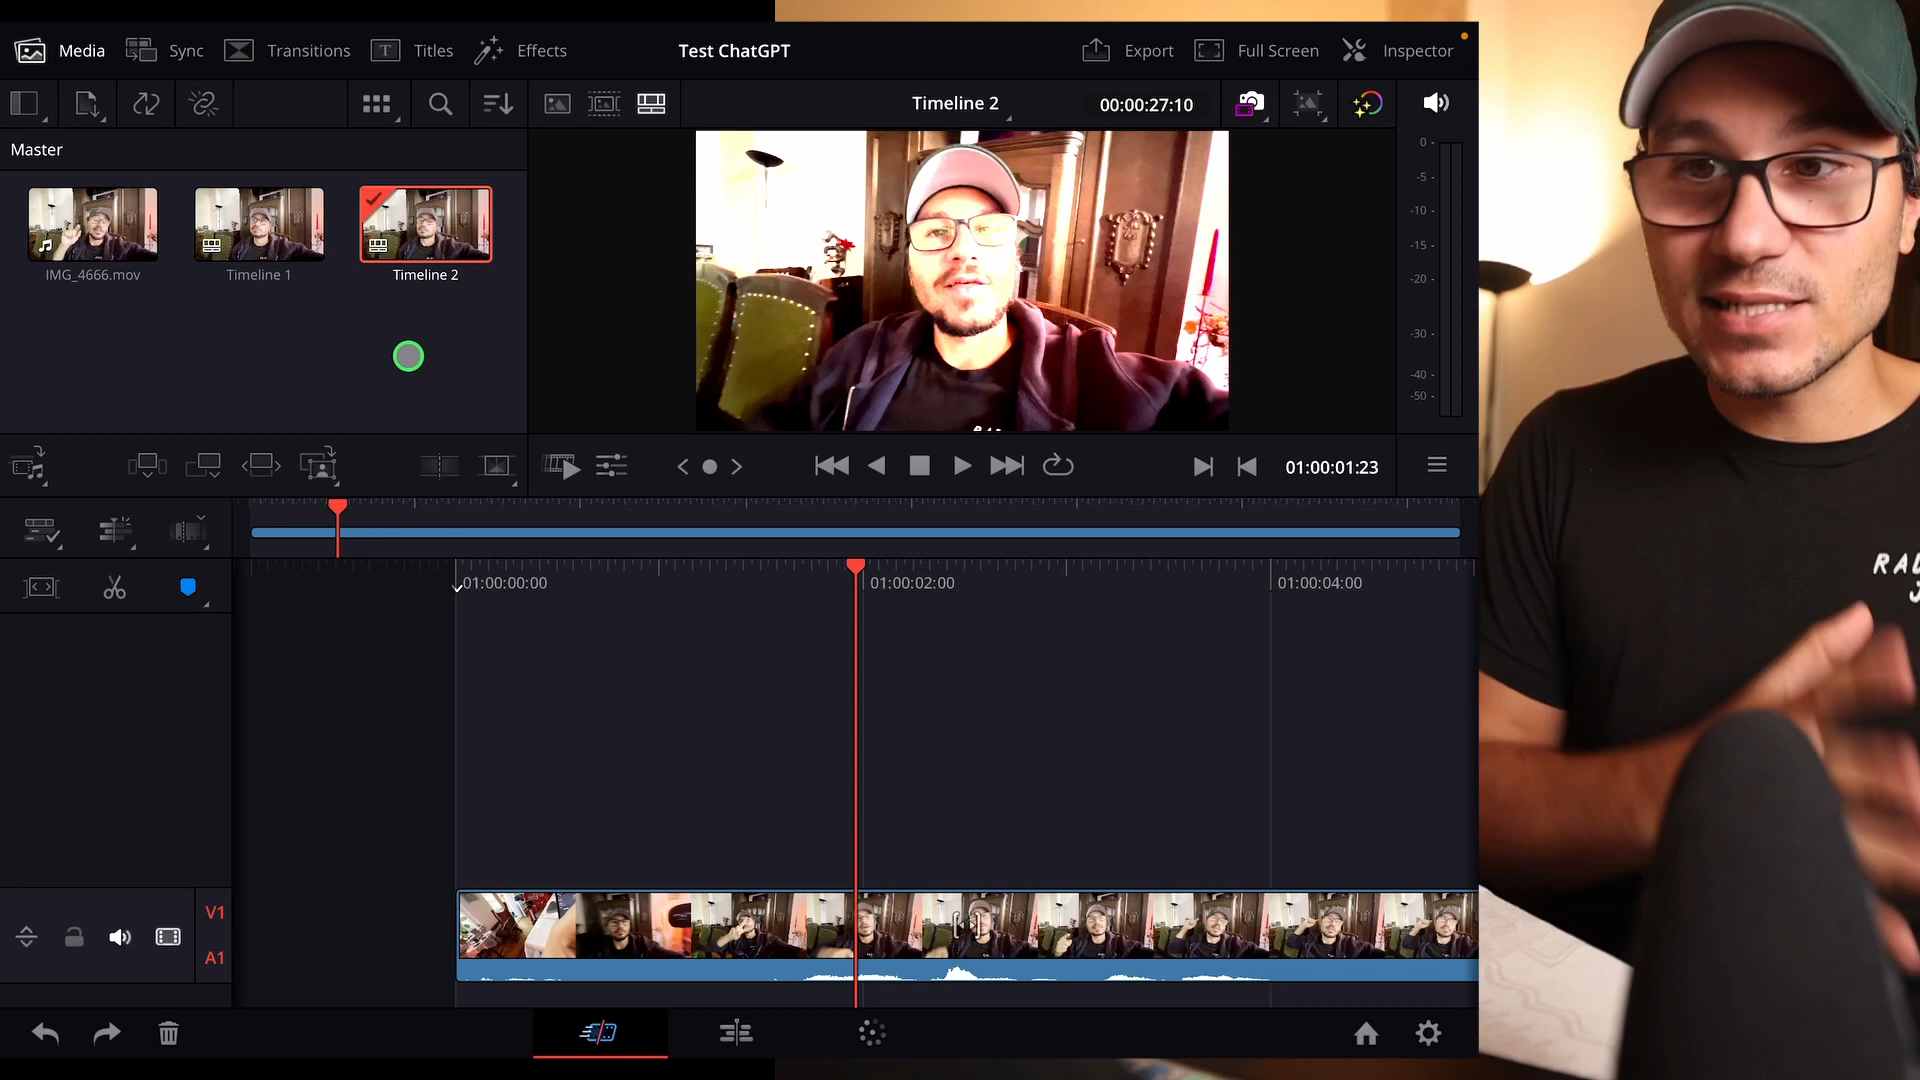 Media
Sync
Transitions
Titles
Effects
Test ChatGPT
Export
Full Screen
Inspector
Timeline 2
00:00:27:10
Master
IMG_4666.mov
Timeline 1
Timeline 2
0
-5
-10
-15
-20
-30
-40
-50
01:00:01:23
01:00:00:00
01:00:02:00
01:00:04:00
V1
A1